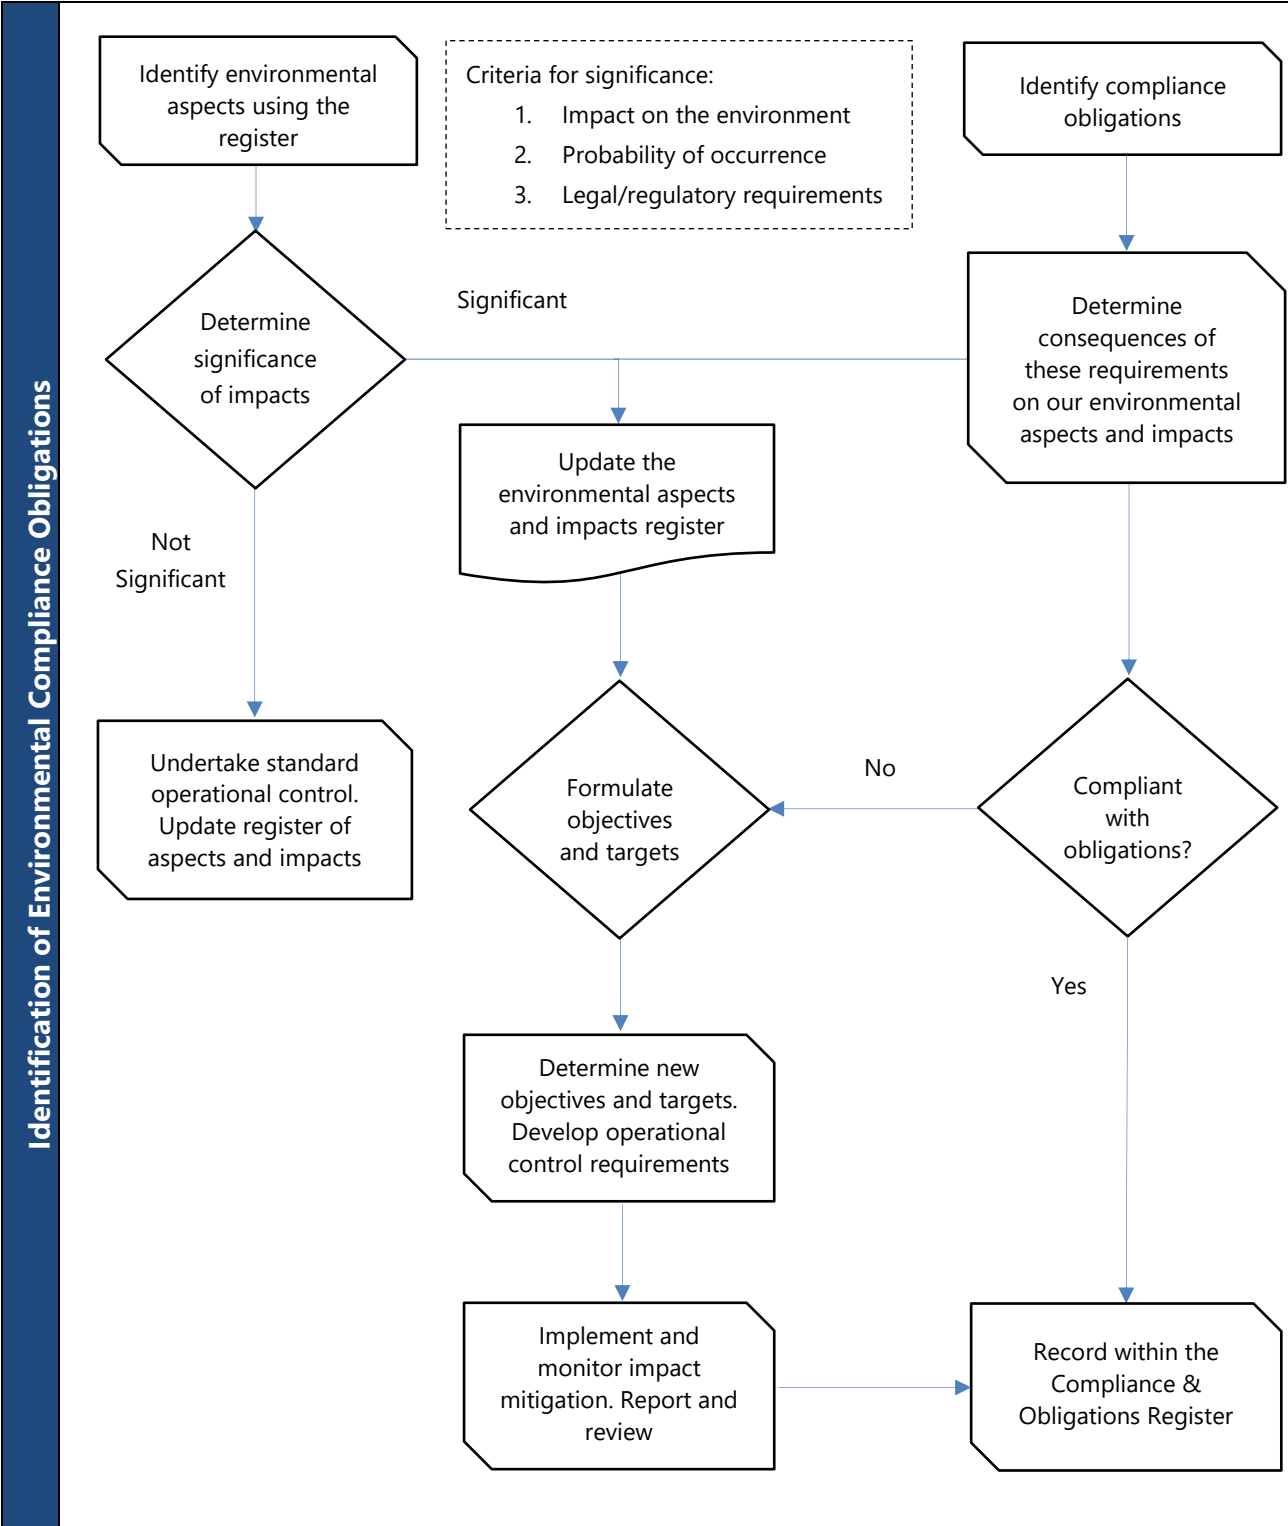 Identification of Environmental Compliance Obligations
Identify environmental
aspects using the
register
Criteria for significance:
1. Impact on the environment
2. Probability of occurrence
3. Legal/regulatory requirements
Identify compliance
obligations
Determine
significance
of impacts
Significant
Determine
consequences of
these requirements
on our environmental
aspects and impacts
Update the
environmental aspects
and impacts register
Not
Significant
Undertake standard
operational control.
Update register of
aspects and impacts
Formulate
objectives
and targets
No
Compliant
with
obligations?
Yes
Determine new
objectives and targets.
Develop operational
control requirements
Implement and
monitor impact
mitigation. Report and
review
Record within the
Compliance &
Obligations Register